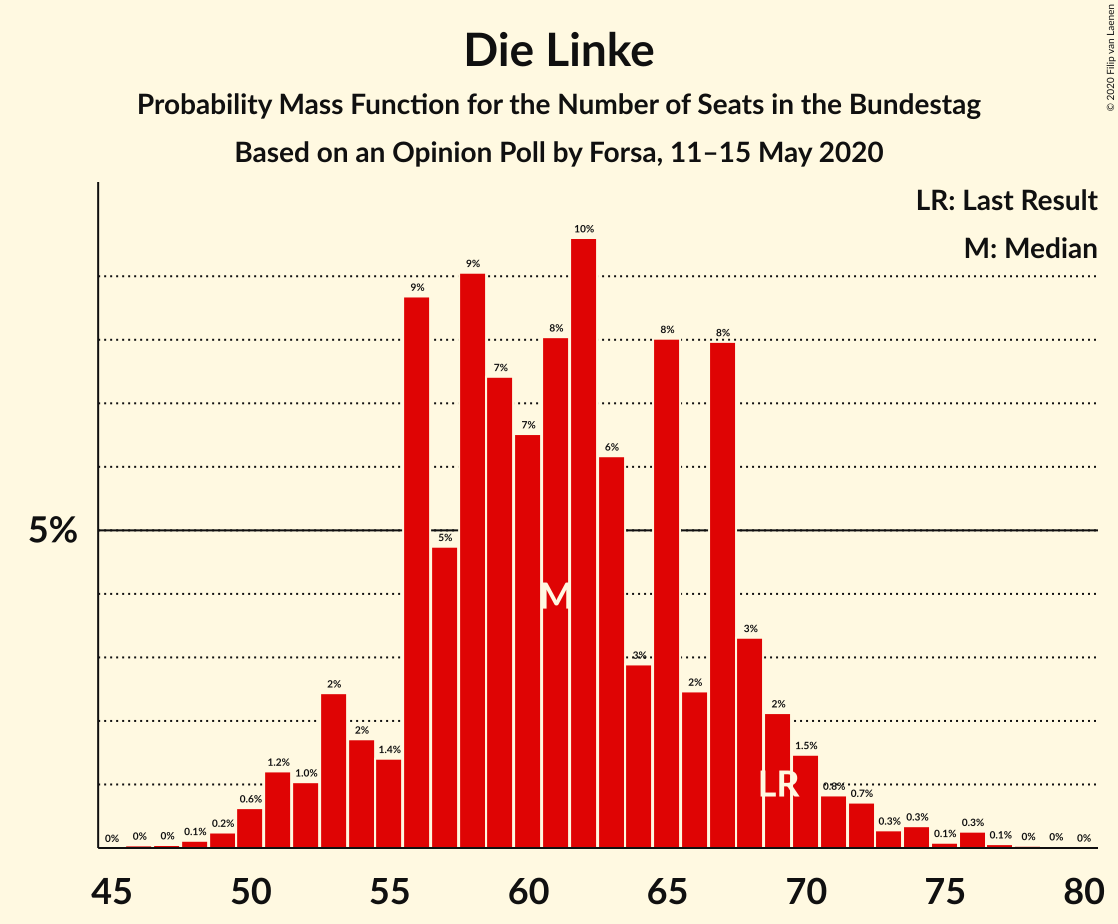 © 2020 Filip van Laenen
Die Linke
Probability Mass Function for the Number of Seats in the Bundestag
Based on an Opinion Poll by Forsa, 11–15 May 2020
LR: Last Result
M: Median
5%
0% 0% 0% 0.1% 0.2% 0.6% 1.2% 1.0% 2% 2% 1.4% 9% 5% 9% 7% 7% 8% 10% 6% 3% 8% 2% 8% 3% 2% 1.5% 0.8% 0.7% 0.3% 0.3% 0.1% 0.3% 0.1% 0% 0% 0%
M
LR
45 50 55 60 65 70 75 80